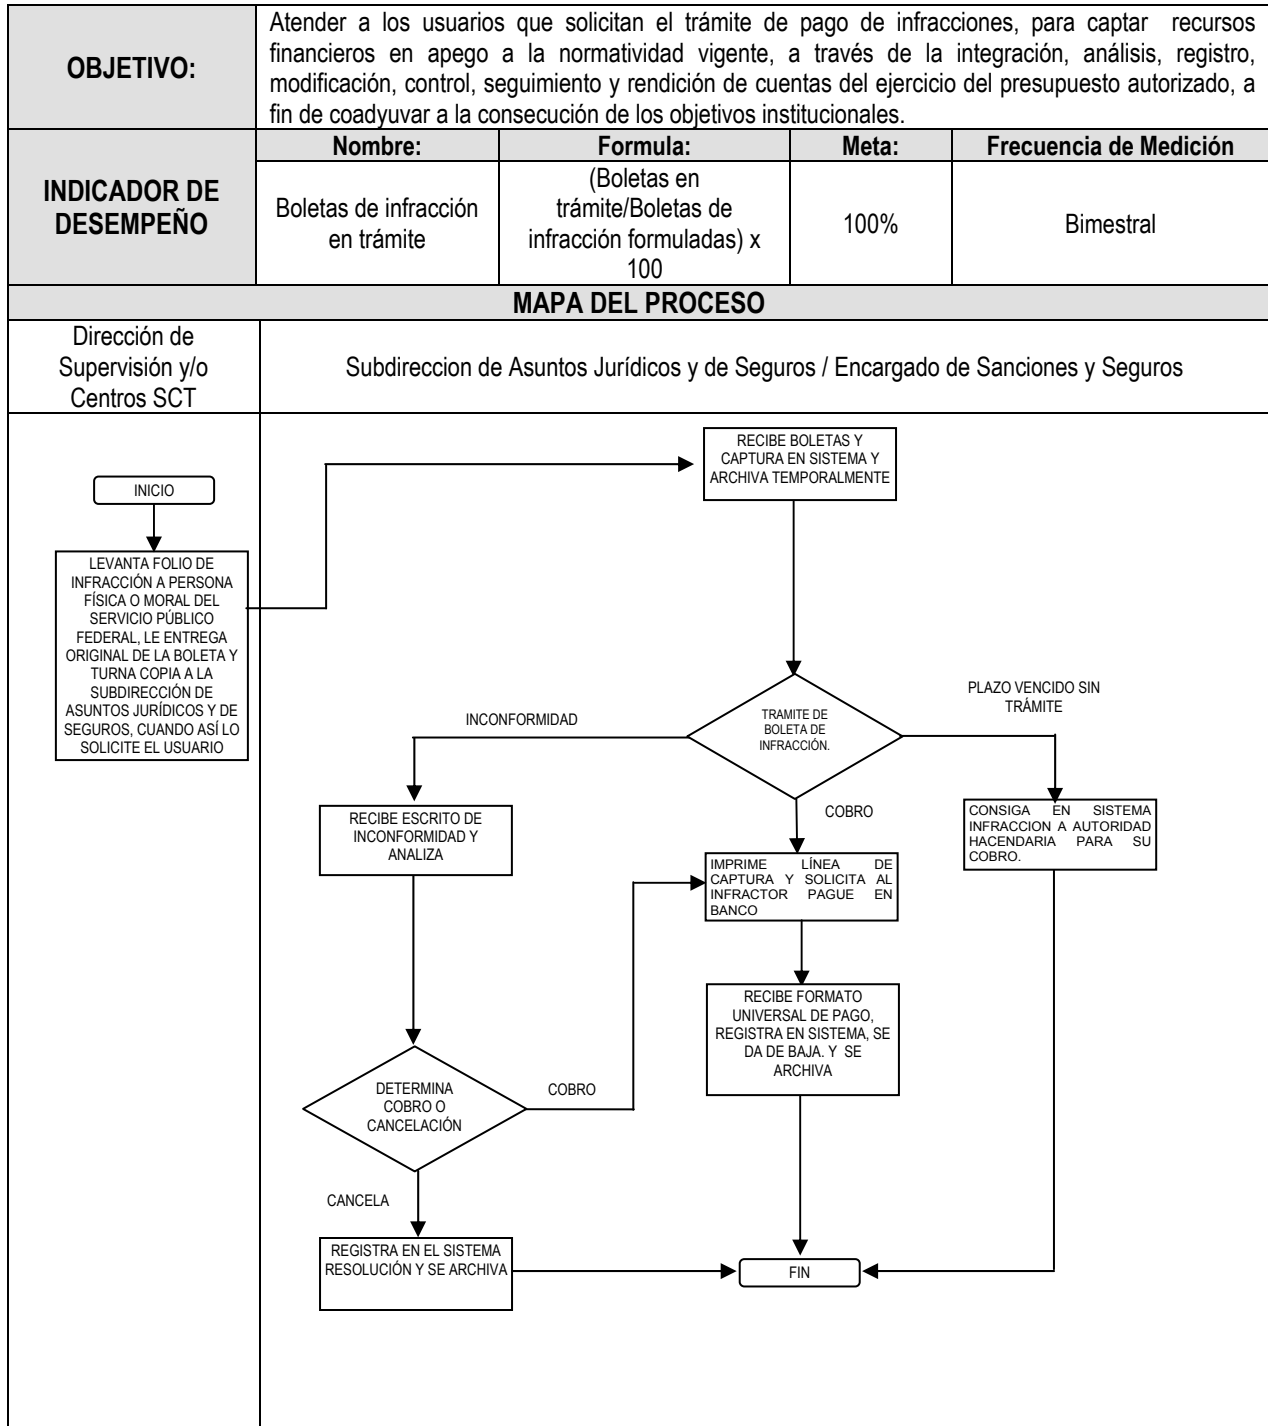 OBJETIVO:
Atender a los usuarios que solicitan el trámite de pago de infracciones, para captar recursos
financieros en apego a la normatividad vigente, a través de la integración, análisis, registro,
modificación, control, seguimiento y rendición de cuentas del ejercicio del presupuesto autorizado, a
fin de coadyuvar a la consecución de los objetivos institucionales.
INDICADOR DE
DESEMPEÑO
Nombre:
Formula:
Meta:
Frecuencia de Medición
Boletas de infracción
en trámite
(Boletas en
trámite/Boletas de
infracción formuladas) x
100
100%
Bimestral
MAPA DEL PROCESO
Dirección de
Supervisión y/o
Centros SCT
Subdireccion de Asuntos Jurídicos y de Seguros / Encargado de Sanciones y Seguros
INICIO
LEVANTA FOLIO DE
INFRACCIÓN A PERSONA
FÍSICA O MORAL DEL
SERVICIO PÚBLICO
FEDERAL, LE ENTREGA
ORIGINAL DE LA BOLETA Y
TURNA COPIA A LA
SUBDIRECCIÓN DE
ASUNTOS JURÍDICOS Y DE
SEGUROS, CUANDO ASÍ LO
SOLICITE EL USUARIO
RECIBE BOLETAS Y
CAPTURA EN SISTEMA Y
ARCHIVA TEMPORALMENTE
TRAMITE DE
BOLETA DE
INFRACCIÓN.
INCONFORMIDAD
PLAZO VENCIDO SIN
TRÁMITE
COBRO
RECIBE ESCRITO DE
INCONFORMIDAD Y
ANALIZA
IMPRIME LÍNEA DE
CAPTURA Y SOLICITA AL
INFRACTOR PAGUE EN
BANCO
CONSIGA EN SISTEMA
INFRACCION A AUTORIDAD
HACENDARIA PARA SU
COBRO.
RECIBE FORMATO
UNIVERSAL DE PAGO,
REGISTRA EN SISTEMA, SE
DA DE BAJA. Y SE
ARCHIVA
DETERMINA
COBRO O
CANCELACIÓN
COBRO
CANCELA
REGISTRA EN EL SISTEMA
RESOLUCIÓN Y SE ARCHIVA
FIN